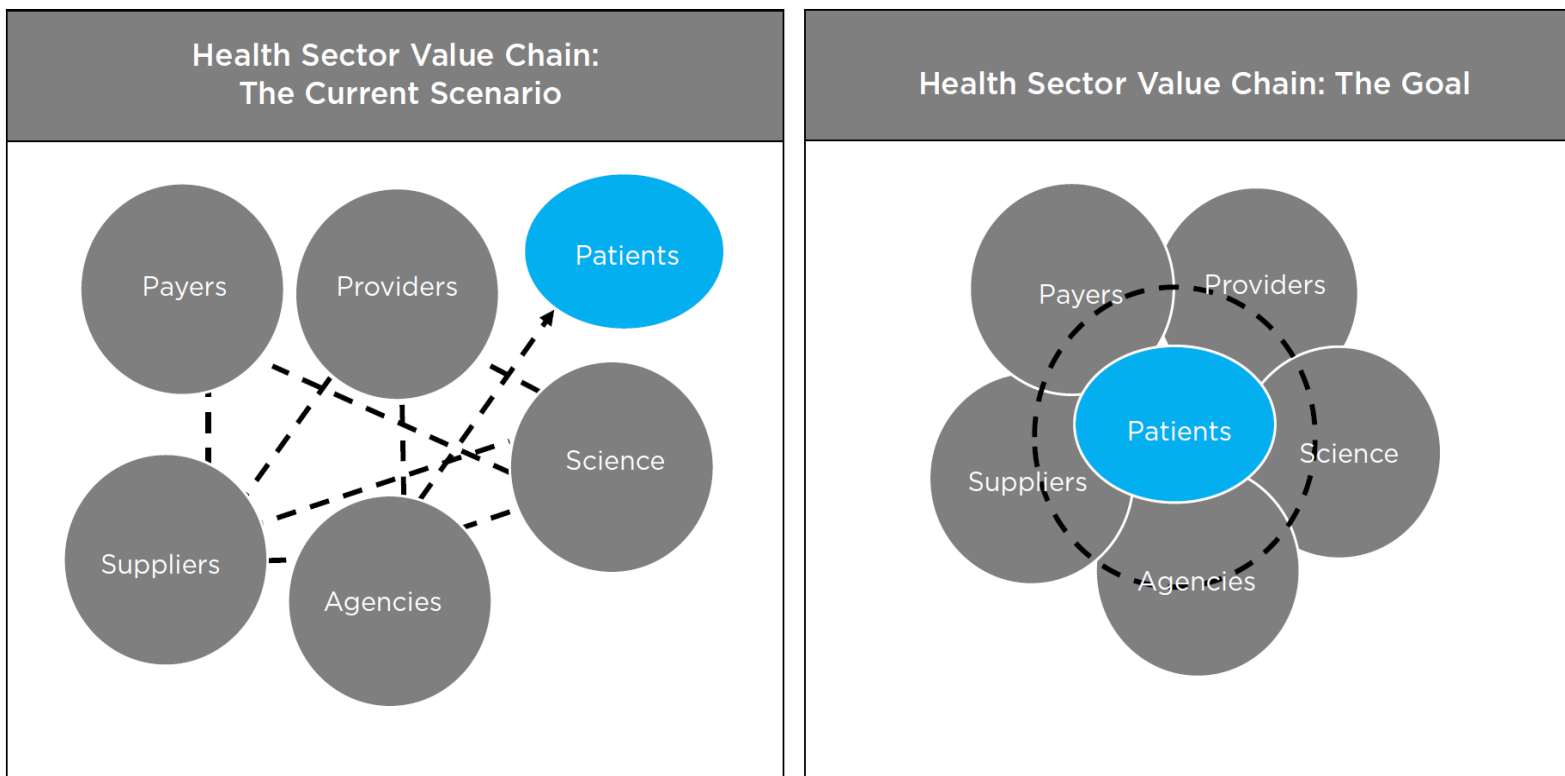 Health Sector Value Chain:
The Current Scenario
Payers
Providers
Patients
Science
Suppliers
Agencies
Health Sector Value Chain: The Goal
Payers
Providers
Patients
Science
Suppliers
Agencies